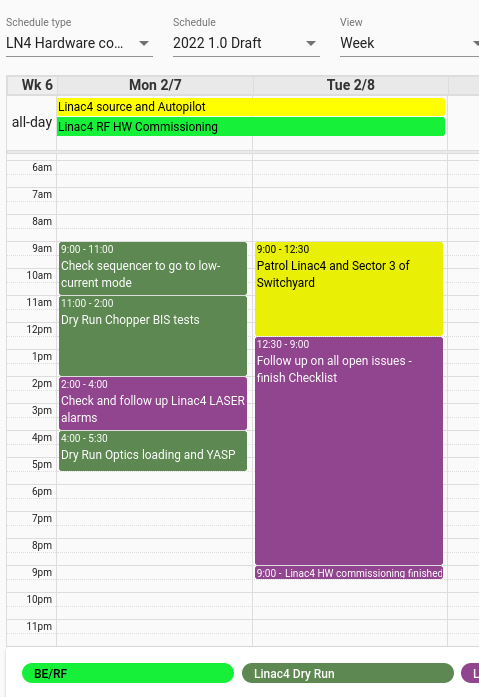 Schedule type Schedule View
LN4 Hardware co... 2022 1.0 Draft Week
Wk 6 Mon 2/7 Tue 2/8
all-day
Linac4 source and Autopilot
Linac4 RF HW Commissioning
6am
7am
8am
9am
10am
11am
12pm
1pm
2pm
3pm
4pm
5pm
6pm
7pm
8pm
9pm
10pm
11pm
9:00 - 11:00
Check sequencer to go to low-
current mode
11:00 - 2:00
Dry Run Chopper BIS tests
2:00 - 4:00
Check and follow up Linac4 LASER
alarms
4:00 - 5:30
Dry Run Optics loading and YASP
9:00 - 12:30
Patrol Linac4 and Sector 3 of
Switchyard
12:30 - 9:00
Follow up on all open issues -
finish Checklist
9:00 - Linac4 HW commissioning finished
BE/RF Linac4 Dry Run L